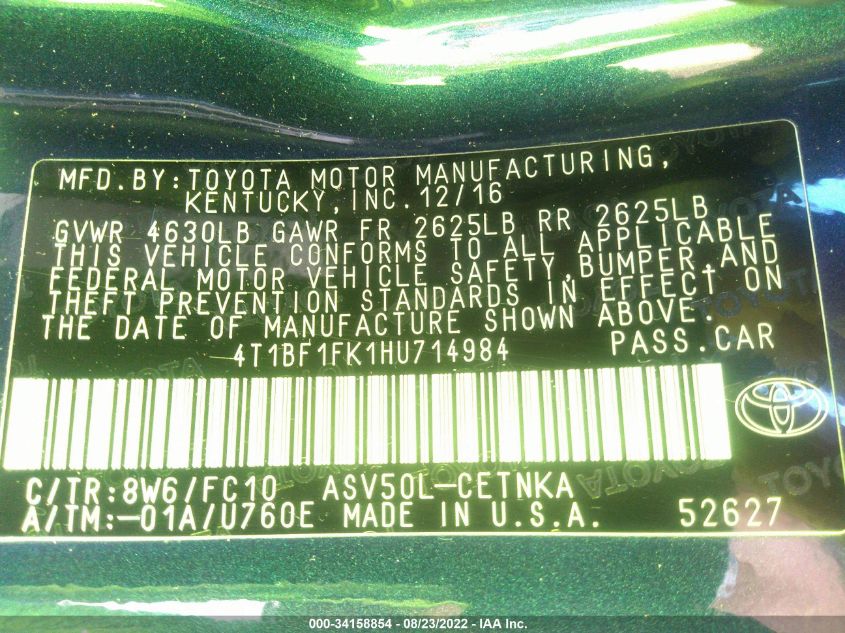 MFD.BY:TOYOTA MOTOR MANUFACTURING,
KENTUCKY,INC.12/16
GVWR 4630LB GAWR FR 2625LB RR 2625LB
THIS VEHICLE CONFORMS TO ALL APPLICABLE
FEDERAL MOTOR VEHICLE SAFETY,BUMPER,AND
THEFT PREVENTION STANDARDS IN EFFECT ON
THE DATE OF MANUFACTURE SHOWN ABOVE.
4T1BF1FK1HU714984 PASS.CAR
C/TR:8W6/FC10 ASV50L-CETNKA
A/TM:-01A/U760E MADE IN U.S.A. 52627
000-34158854 - 08/23/2022 - IAA Inc.